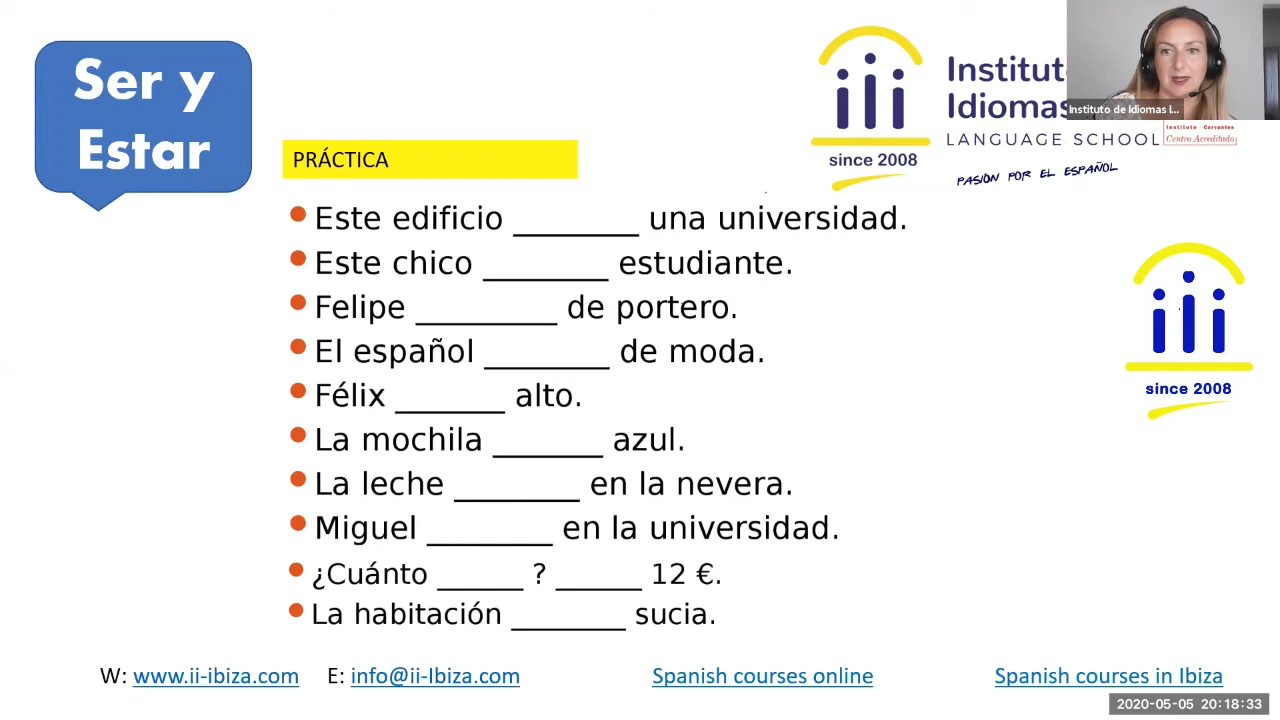 Ser y
Estar
PRÁCTICA
Este edificio ________ una universidad.
Este chico ________ estudiante.
Felipe _________ de portero.
El español ________ de moda.
Félix _______ alto.
La mochila _______ azul.
La leche ________ en la nevera.
Miguel ________ en la universidad.
¿Cuánto ______ ? ______ 12 €.
La habitación ________ sucia.
iii
since 2008
Institut
Idiomas
LANGUAGE SCHOOL
Instituto de Idiomas I...
Instituto Cervantes
Centro Acreditado
PASIÓN POR EL ESPAÑOL
iii
since 2008
W: www.ii-ibiza.com E: info@ii-Ibiza.com Spanish courses online Spanish courses in Ibiza
2020-05-05 20:18:33